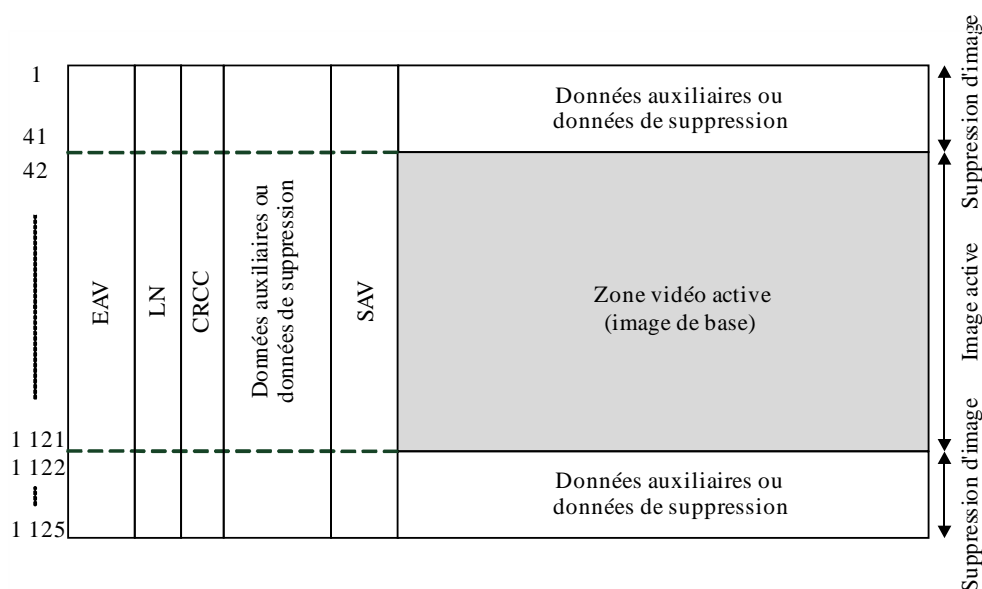 1
41
42
1 121
1 122
1 125
EAV
LN
CRCC
Données auxiliaires ou
données de suppression
SAV
Données auxiliaires ou
données de suppression
Zone vidéo active
(image de base)
Données auxiliaires ou
données de suppression
Suppression d'image
Image active
Suppression d'image